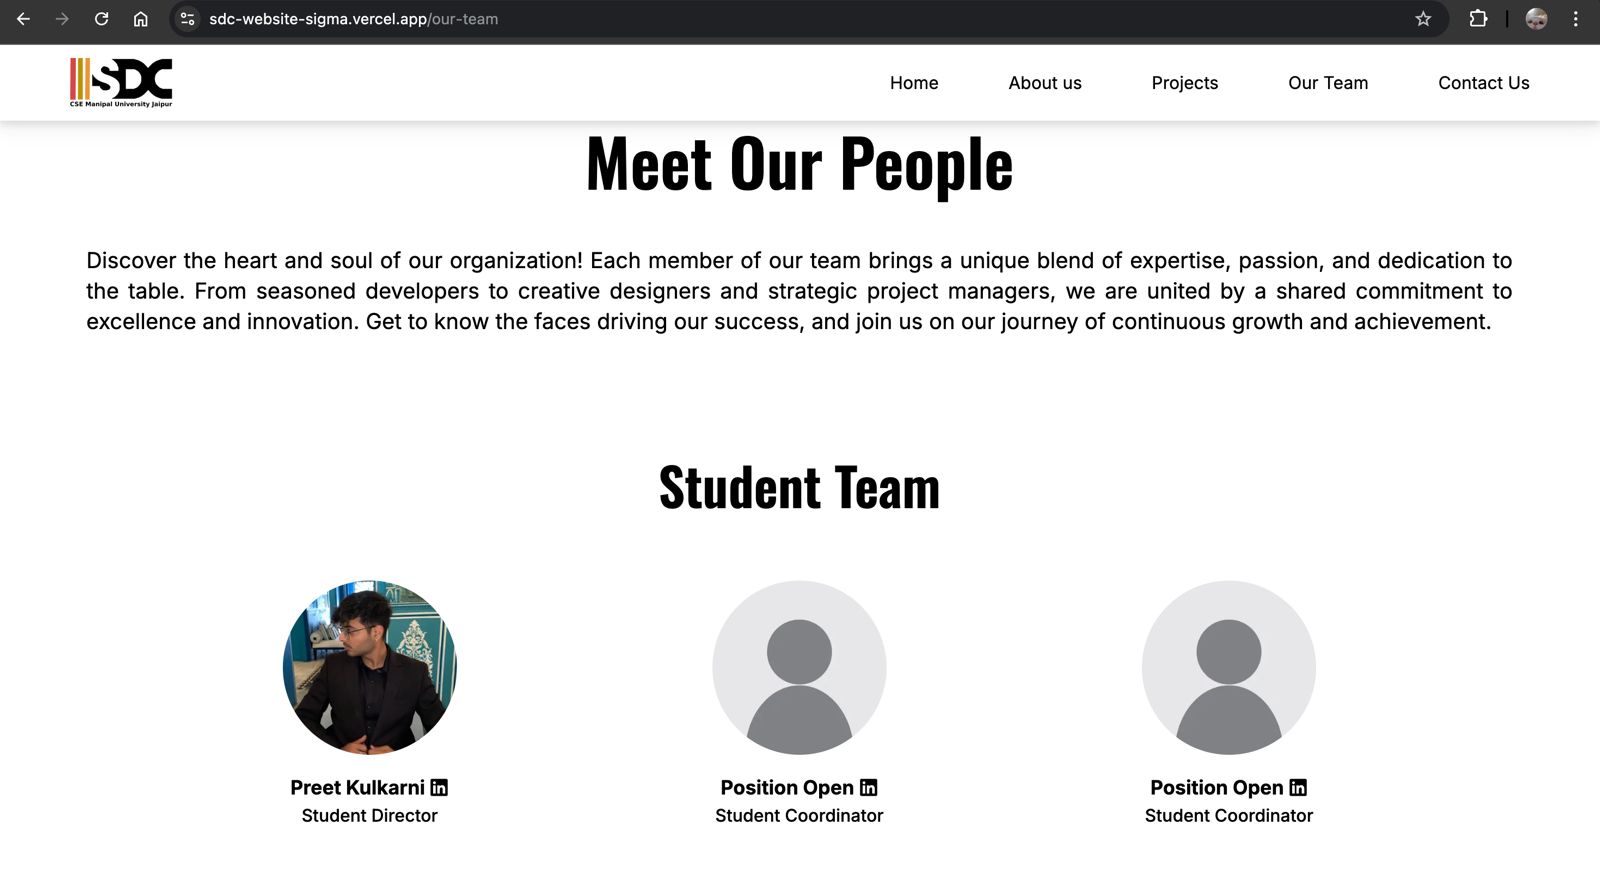 sdc-website-sigma.vercel.app/our-team
SDC
CSE Manipal University Jaipur
Home
About us
Projects
Our Team
Contact Us
Meet Our People
Discover the heart and soul of our organization! Each member of our team brings a unique blend of expertise, passion, and dedication to
the table. From seasoned developers to creative designers and strategic project managers, we are united by a shared commitment to
excellence and innovation. Get to know the faces driving our success, and join us on our journey of continuous growth and achievement.
Student Team
Preet Kulkarni in
Student Director
Position Open in
Student Coordinator
Position Open in
Student Coordinator